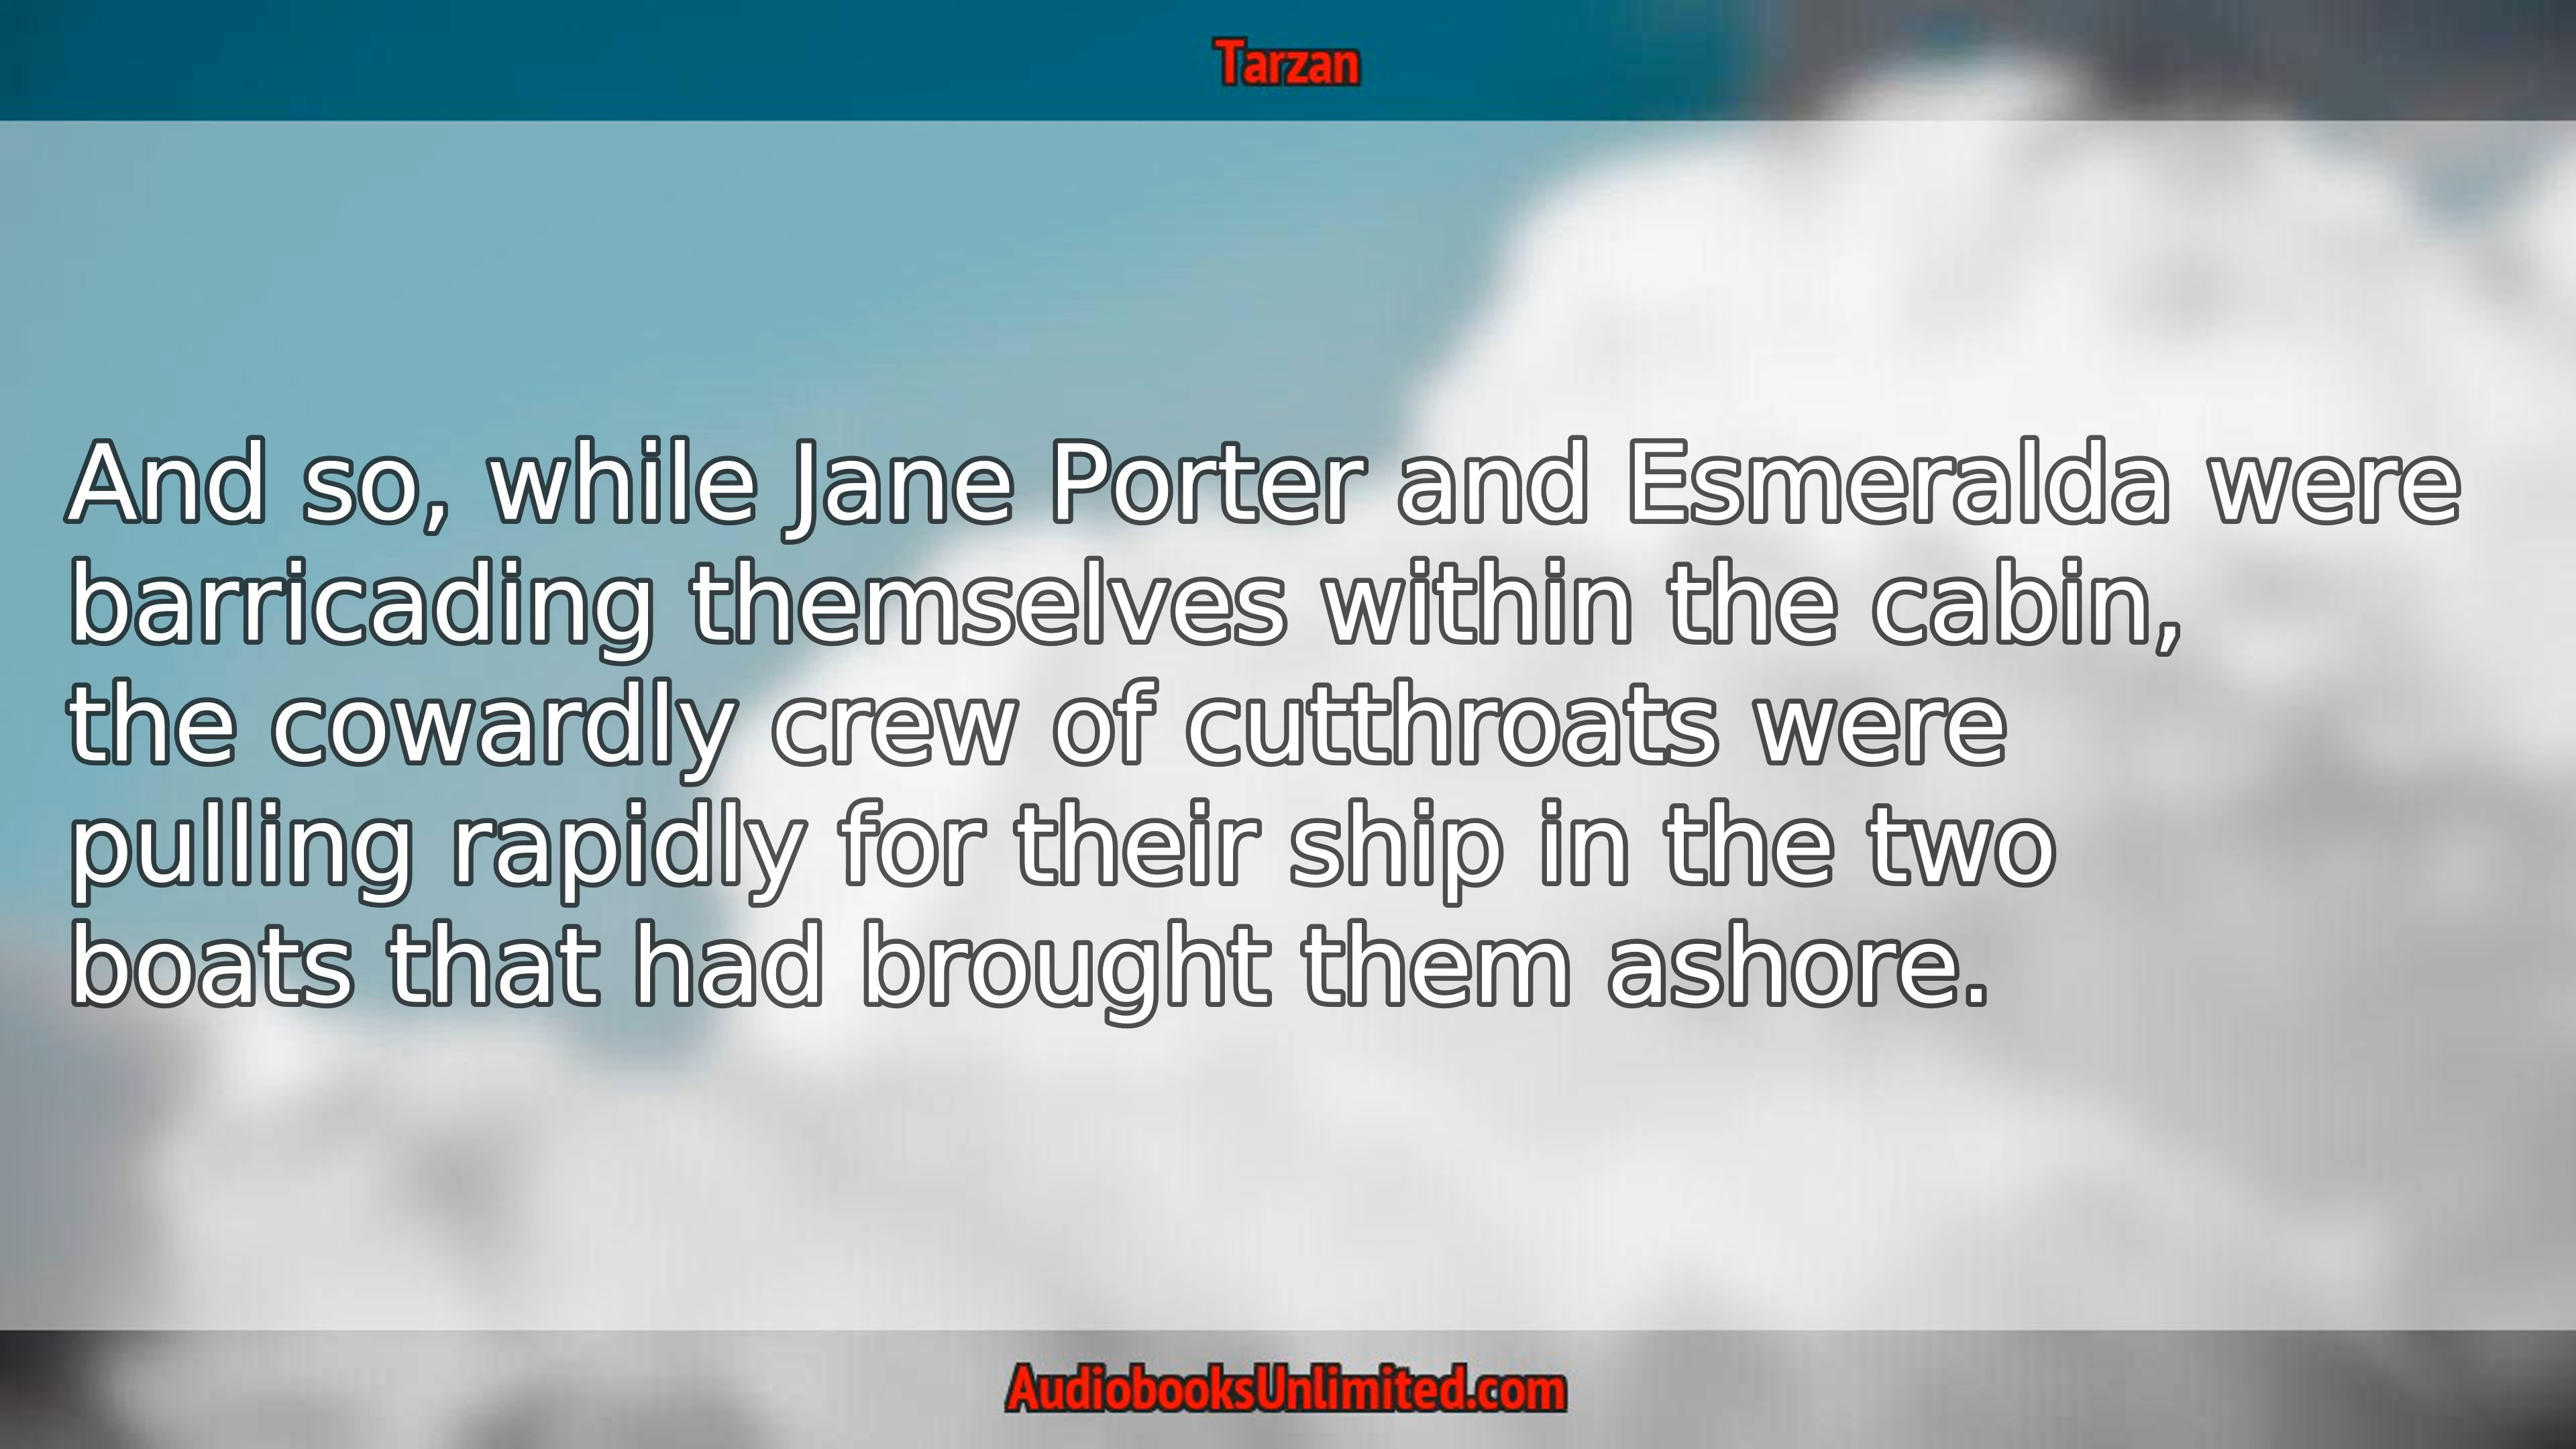 Tarzan
And so, while Jane Porter and Esmeralda were
barricading themselves within the cabin,
the cowardly crew of cutthroats were
pulling rapidly for their ship in the two
boats that had brought them ashore.
AudiobooksUnlimited.com